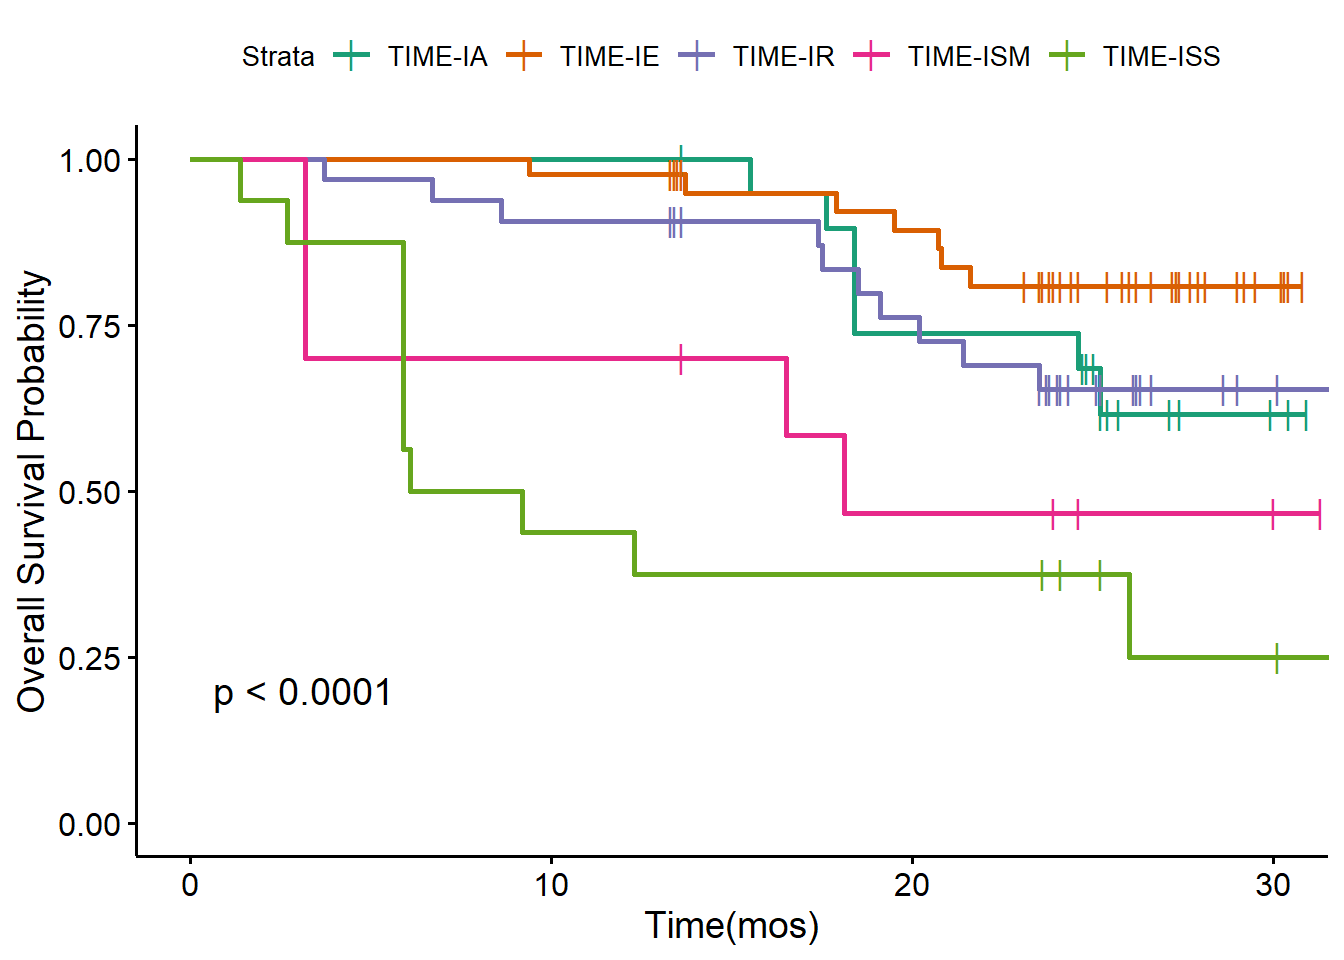 Strata TIME-IA TIME-IE TIME-IR TIME-ISM TIME-ISS
Overall Survival Probability
1.00
0.75
0.50
0.25
0.00
p < 0.0001
0 10 20 30
Time(mos)